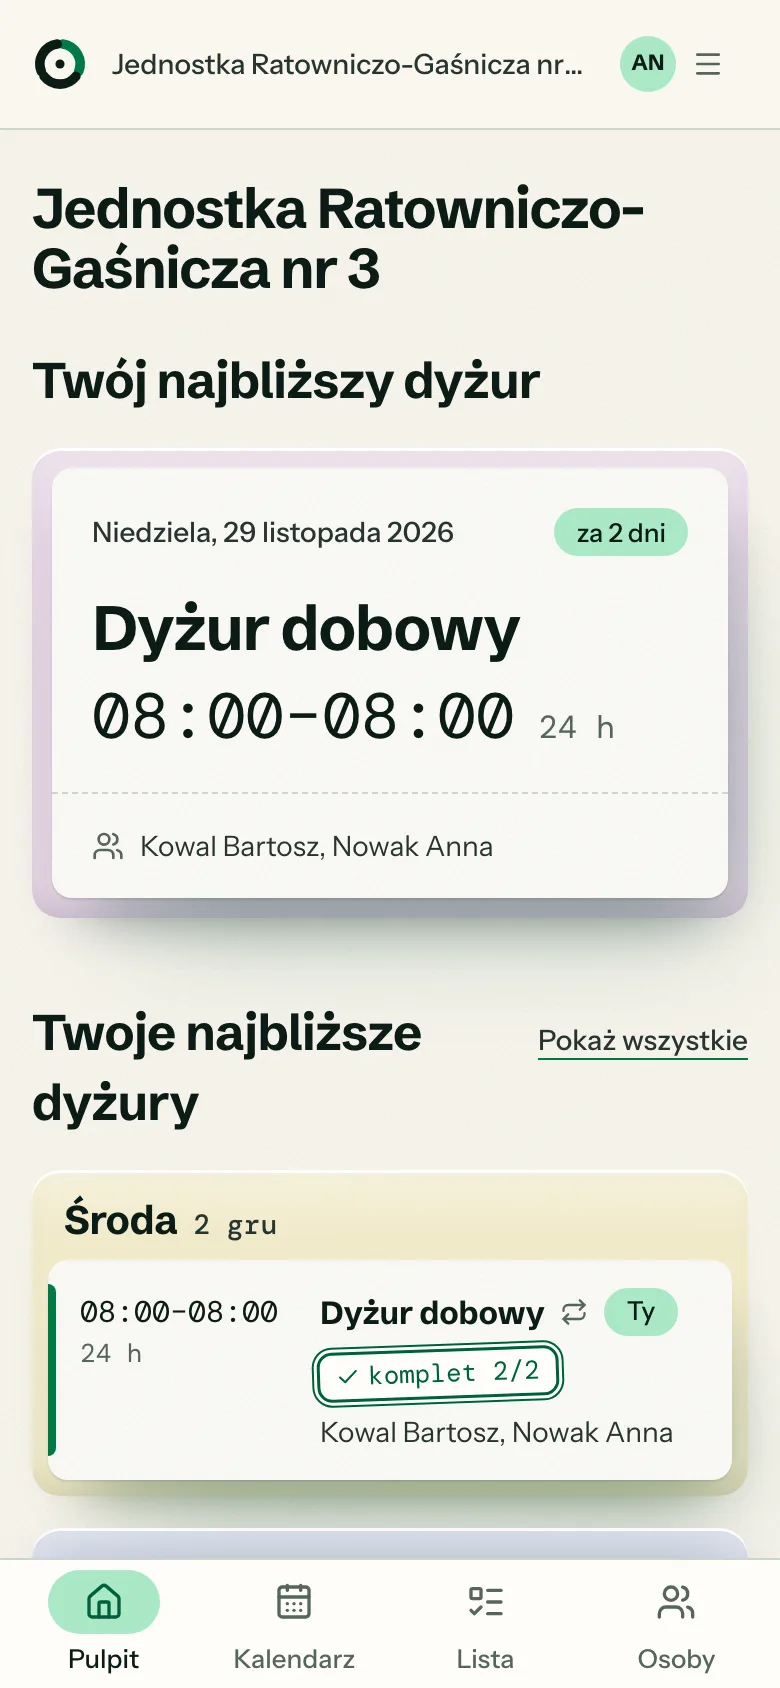 Jednostka Ratowniczo-Gaśnicza nr...
AN
Jednostka Ratowniczo-
Gaśnicza nr 3
Twój najbliższy dyżur
Niedziela, 29 listopada 2026
za 2 dni
Dyżur dobowy
08:00–08:00 24 h
Kowal Bartosz, Nowak Anna
Twoje najbliższe
dyżury
Pokaż wszystkie
Środa 2 gru
08:00–08:00
24 h
Dyżur dobowy
Ty
komplet 2/2
Kowal Bartosz, Nowak Anna
Pulpit
Kalendarz
Lista
Osoby